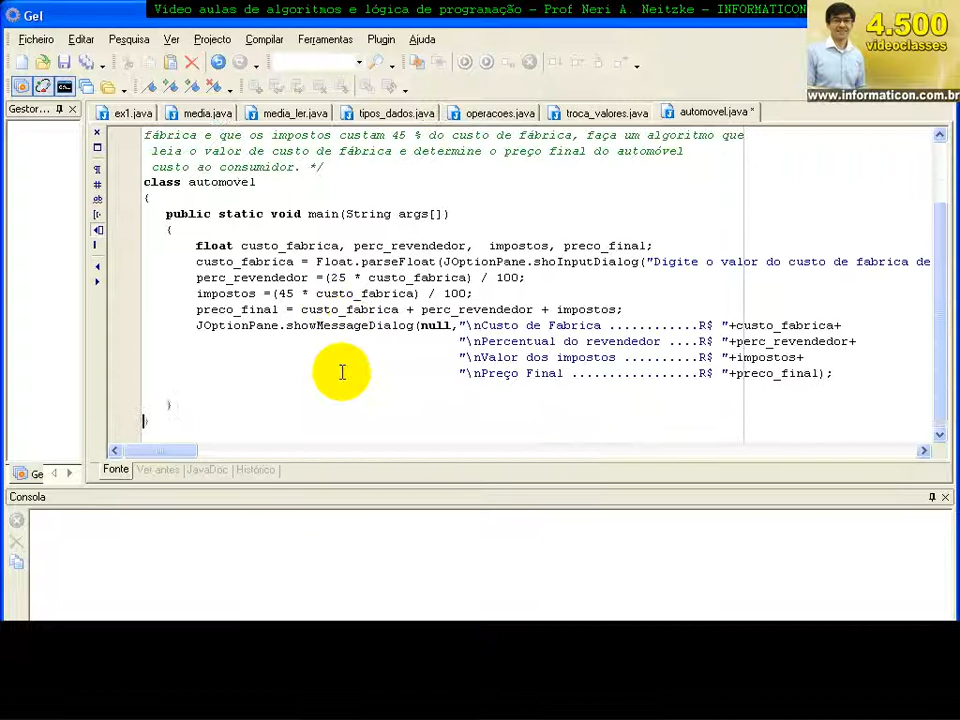 Video aulas de algoritmos e lógica de programação – Prof Neri A. Neitzke – INFORMATICON
Gel
4.500
videoclasses
www.informaticon.com.br
Ficheiro Editar Pesquisa Ver Projecto Compilar Ferramentas Plugin Ajuda
Gestor...
ex1.java media.java media_ler.java tipos_dados.java operacoes.java troca_valores.java automovel.java *
fábrica e que os impostos custam 45 % do custo de fábrica, faça um algoritmo que
leia o valor de custo de fábrica e determine o preço final do automóvel
custo ao consumidor. */
class automovel
{
public static void main(String args[])
{
float custo_fabrica, perc_revendedor, impostos, preco_final;
custo_fabrica = Float.parseFloat(JOptionPane.shoInputDialog("Digite o valor do custo de fabrica de
perc_revendedor =(25 * custo_fabrica) / 100;
impostos =(45 * custo_fabrica) / 100;
preco_final = custo_fabrica + perc_revendedor + impostos;
JOptionPane.showMessageDialog(null,"\nCusto de Fabrica ............R$ "+custo_fabrica+
"\nPercentual do revendedor ....R$ "+perc_revendedor+
"\nValor dos impostos ..........R$ "+impostos+
"\nPreço Final .................R$ "+preco_final);
}
}
Ge
Fonte Ver antes JavaDoc Histórico
Consola